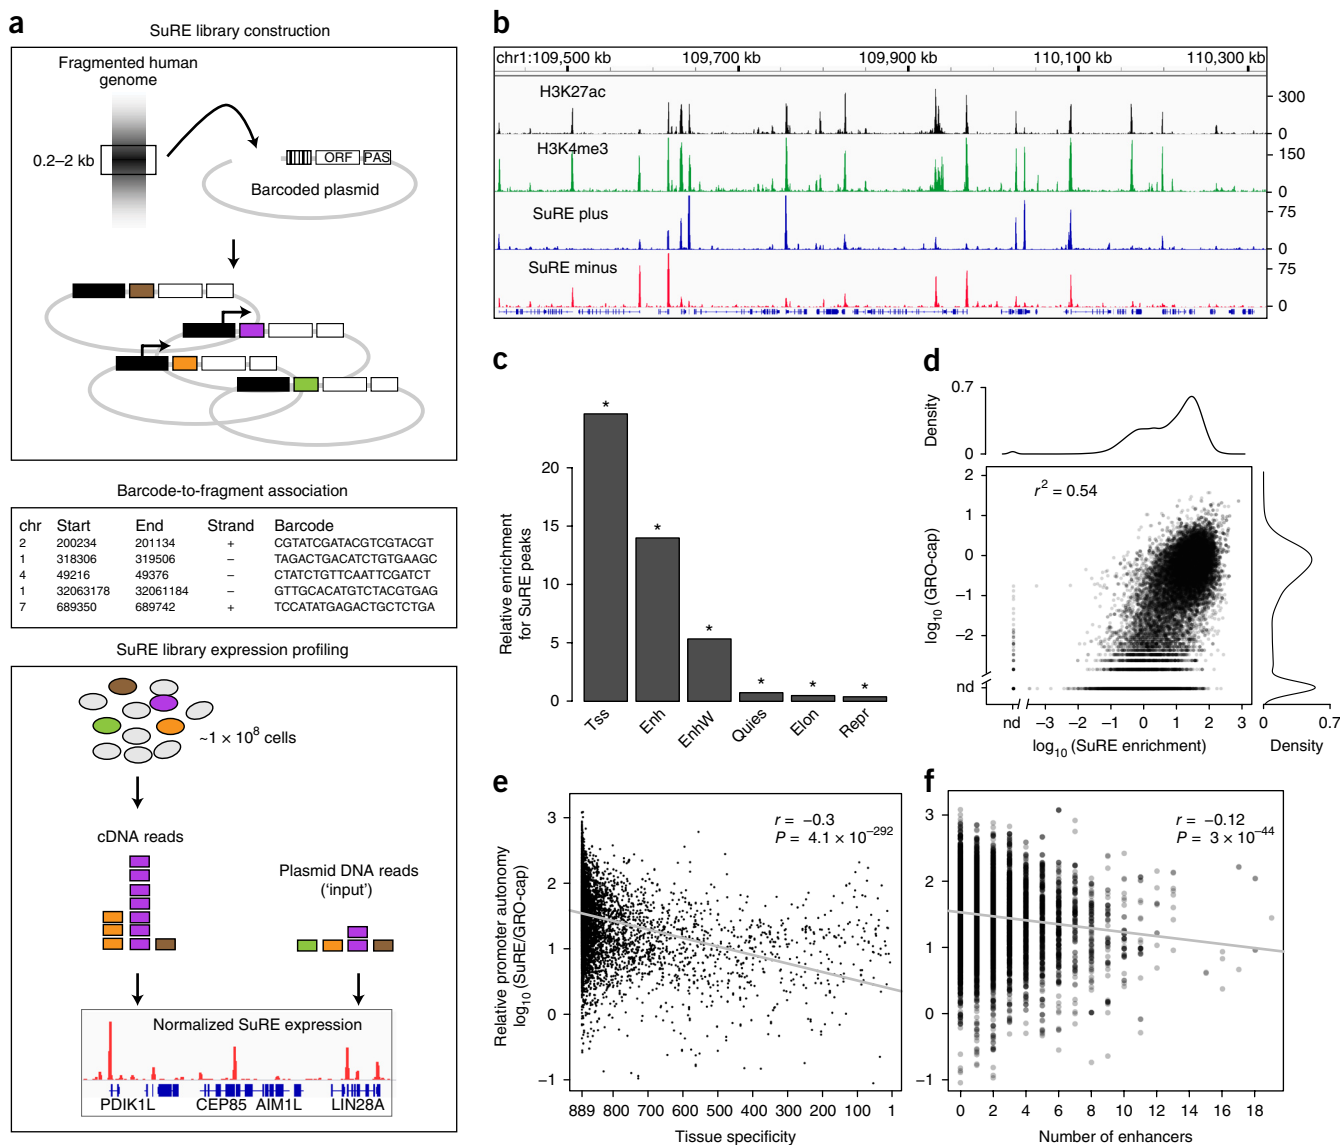 a
SuRE library construction
Fragmented human
genome
0.2–2 kb
ORF
PAS
Barcoded plasmid
Barcode-to-fragment association
chr Start End Strand Barcode
2 200234 201134 + CGTATCGATACGTCGTACGT
1 318306 319506 – TAGACTGACATCTGTGAAGC
4 49216 49376 – CTATCTGTTCAATTCGATCT
1 32063178 32061184 – GTTGCACATGTCTACGTGAG
7 689350 689742 + TCCATATGAGACTGCTCTGA
SuRE library expression profiling
~1 × 10⁸ cells
cDNA reads
Plasmid DNA reads
('input')
Normalized SuRE expression
PDIK1L CEP85 AIM1L LIN28A
b
chr1:109,500 kb 109,700 kb 109,900 kb 110,100 kb 110,300 kb
H3K27ac
300
0
H3K4me3
150
0
SuRE plus
75
0
SuRE minus
75
0
c
Relative enrichment
for SuRE peaks
20
15
10
5
0
* * * * * *
Tss Enh EnhW Quies Elon Repr
d
0.7
Density
0
r² = 0.54
log₁₀ (GRO-cap)
2
1
0
–1
–2
nd
nd –3 –2 –1 0 1 2 3
log₁₀ (SuRE enrichment)
0 0.7
Density
e
Relative promoter autonomy
log₁₀ (SuRE/GRO-cap)
3
2
1
0
–1
r = –0.3
P = 4.1 × 10⁻²⁹²
889 800 700 600 500 400 300 200 100 1
Tissue specificity
f
3
2
1
0
–1
r = –0.12
P = 3 × 10⁻⁴⁴
0 2 4 6 8 10 12 14 16 18
Number of enhancers